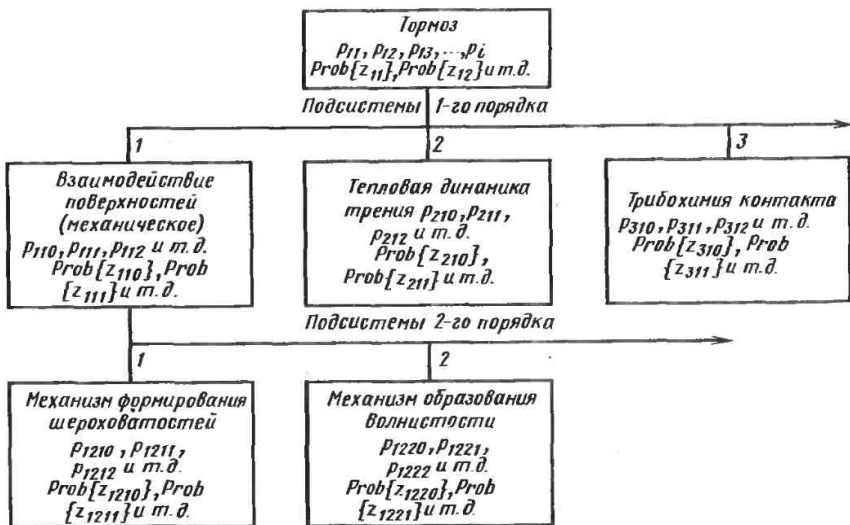 Тормоз
p11, p12, p13, ..., pi
Prob{z11}, Prob{z12} и т.д.
Подсистемы 1-го порядка
1
2
3
Взаимодействие
поверхностей
(механическое)
p110, p111, p112 и т.д.
Prob{z110}, Prob
{z111} и т.д.
Тепловая динамика
трения p210, p211,
p212 и т.д.
Prob{z210},
Prob{z211} и т.д.
Трибохимия контакта
p310, p311, p312 и т.д.
Prob{z310}, Prob
{z311} и т.д.
Подсистемы 2-го порядка
1
2
Механизм формирования
шероховатостей
p1210, p1211,
p1212 и т.д.
Prob{z1210}, Prob
{z1211} и т.д.
Механизм образования
волнистости
p1220, p1221,
p1222 и т.д.
Prob{z1220}, Prob
{z1221} и т.д.